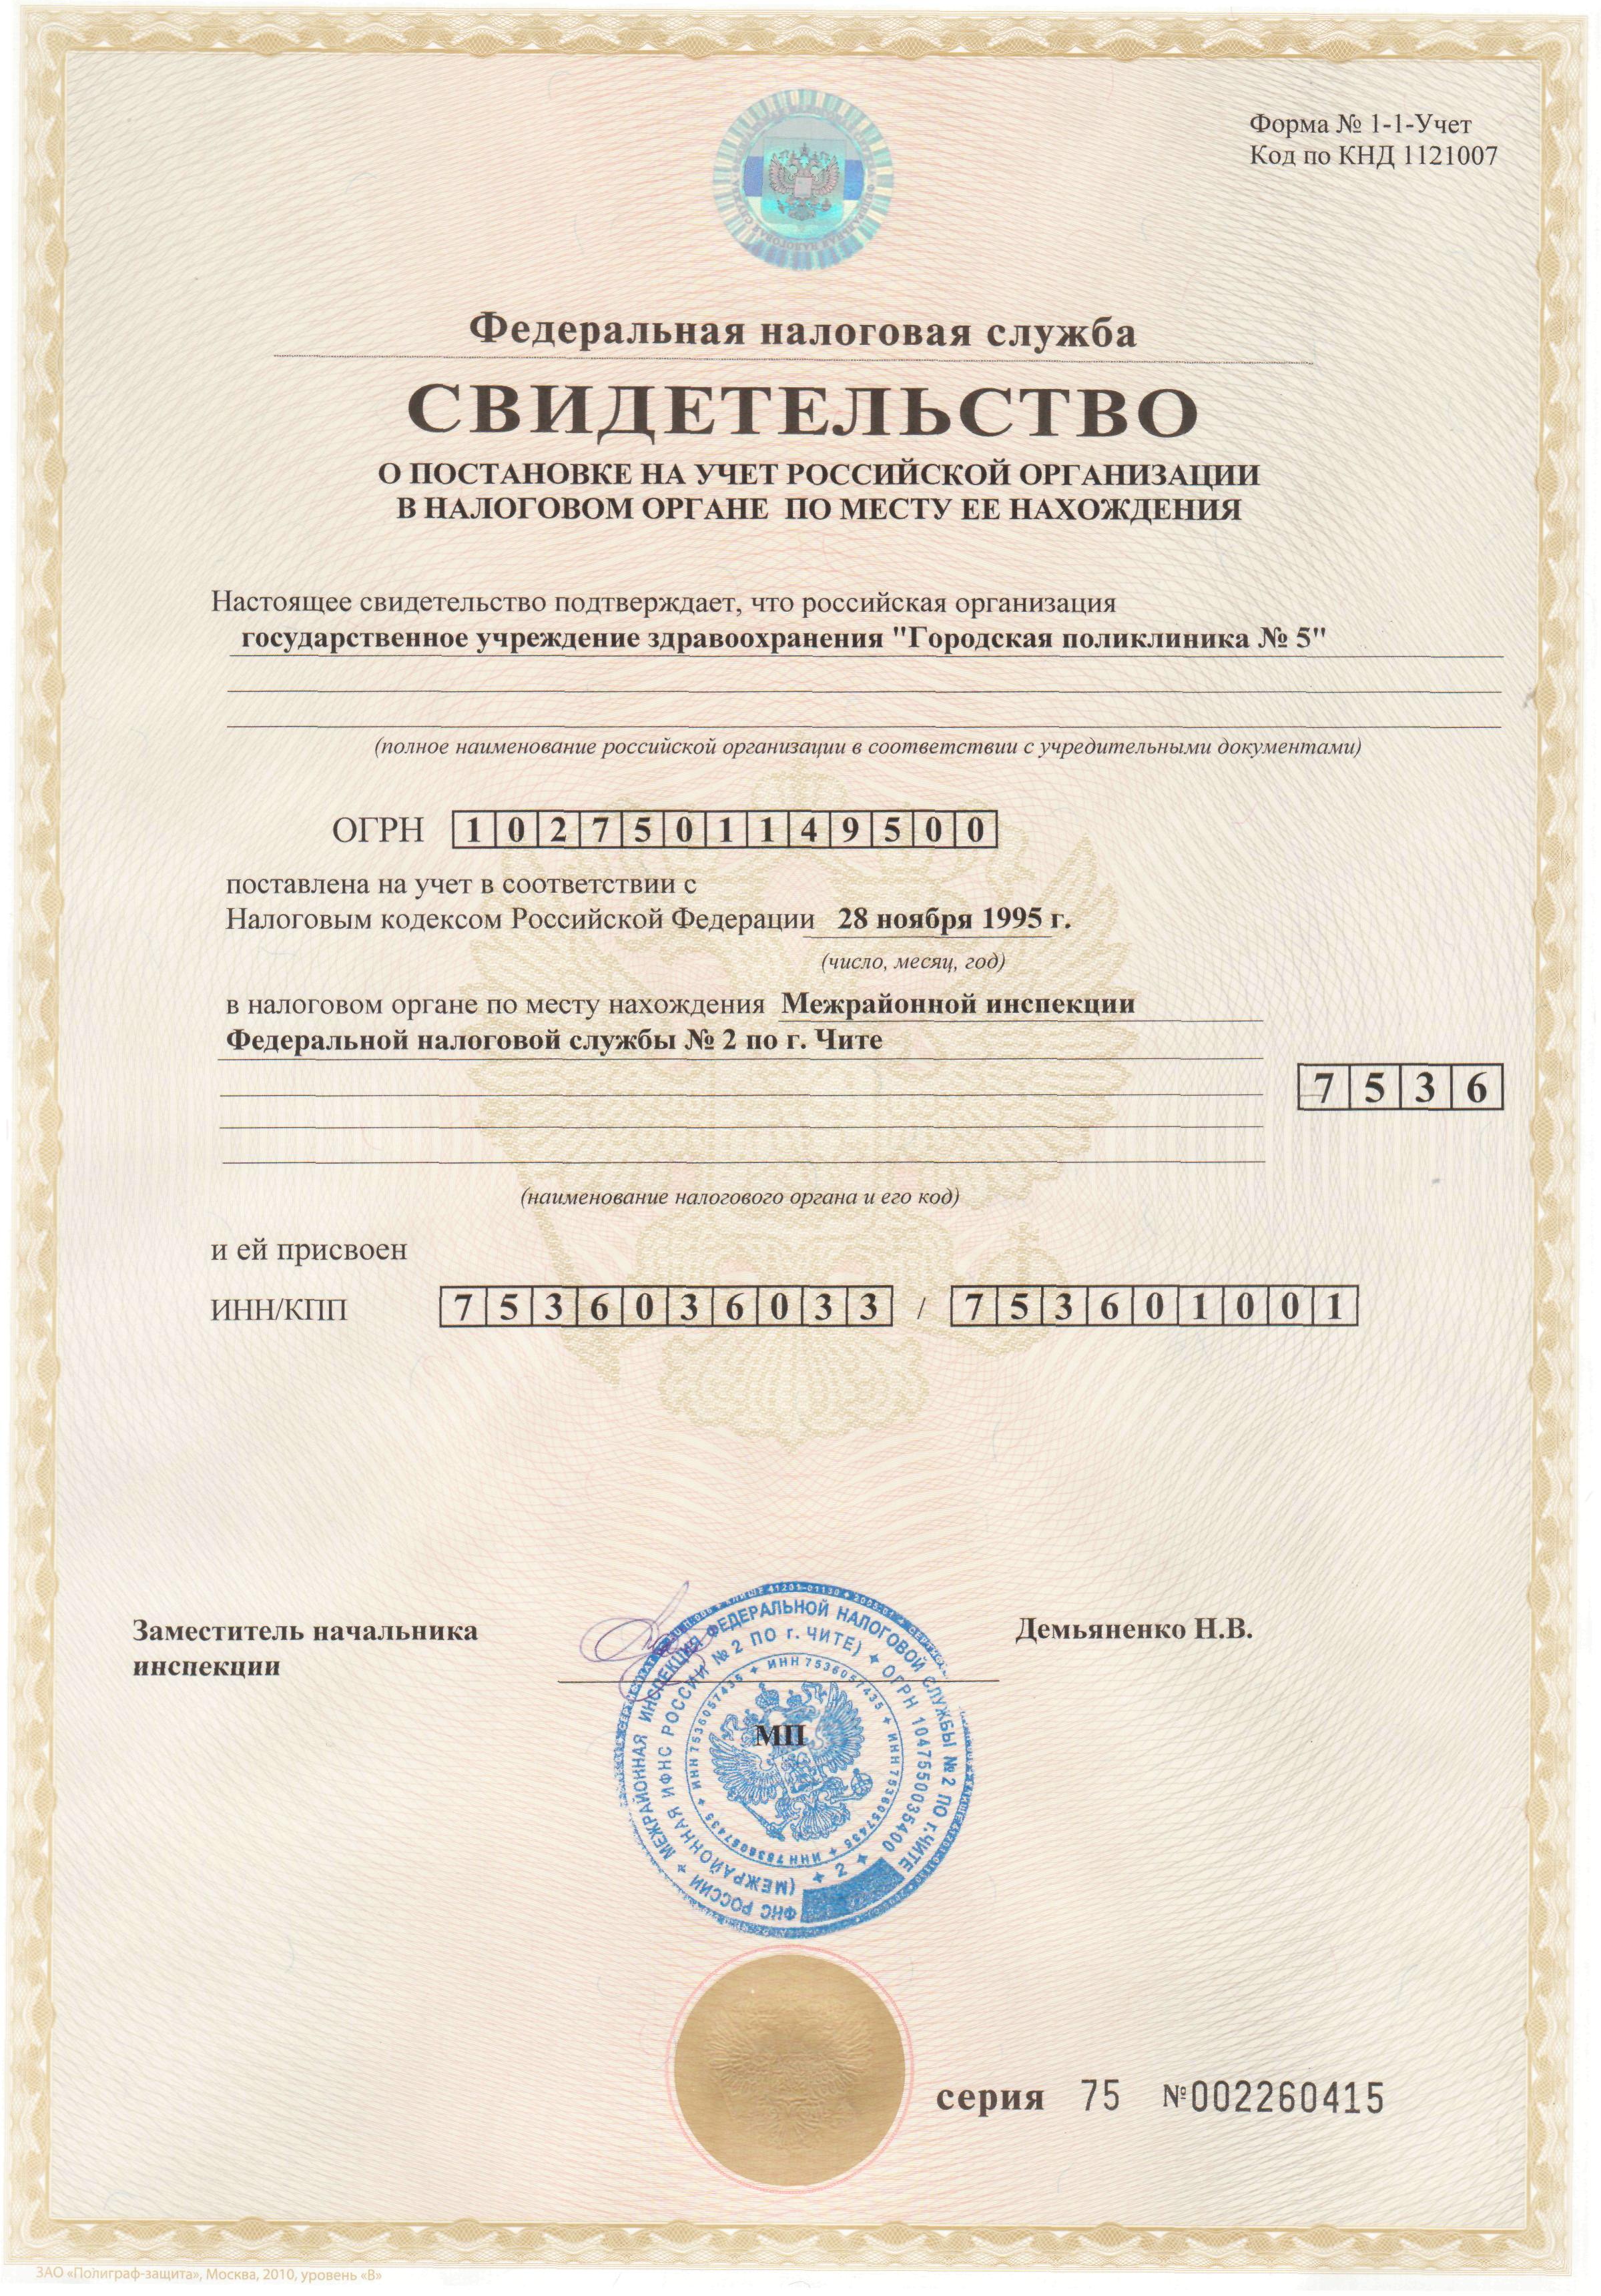 Форма № 1-1-Учет
Код по КНД 1121007
Федеральная налоговая служба
СВИДЕТЕЛЬСТВО
О ПОСТАНОВКЕ НА УЧЕТ РОССИЙСКОЙ ОРГАНИЗАЦИИ
В НАЛОГОВОМ ОРГАНЕ ПО МЕСТУ ЕЕ НАХОЖДЕНИЯ
Настоящее свидетельство подтверждает, что российская организация
государственное учреждение здравоохранения "Городская поликлиника № 5"
(полное наименование российской организации в соответствии с учредительными документами)
ОГРН 1027501149500
поставлена на учет в соответствии с
Налоговым кодексом Российской Федерации 28 ноября 1995 г.
(число, месяц, год)
в налоговом органе по месту нахождения Межрайонной инспекции
Федеральной налоговой службы № 2 по г. Чите
7536
(наименование налогового органа и его код)
и ей присвоен
ИНН/КПП 7536036033 / 753601001
Заместитель начальника
инспекции
Демьяненко Н.В.
МП
ФНС РОССИИ ✦ МЕЖРАЙОННАЯ ИНСПЕКЦИЯ ФЕДЕРАЛЬНОЙ НАЛОГОВОЙ СЛУЖБЫ № 2 ПО г.ЧИТЕ
(МЕЖРАЙОННАЯ ИФНС РОССИИ № 2 ПО г. ЧИТЕ) ✦ ОГРН 1047550035400 ✦ 2 ✦
ИНН 7536057435 ✦ ИНН 7536057435 ✦ ИНН 7536057435 ✦ ИНН 7536057435 ✦
серия 75 №002260415
ЗАО «Полиграф-защита», Москва, 2010, уровень «В»